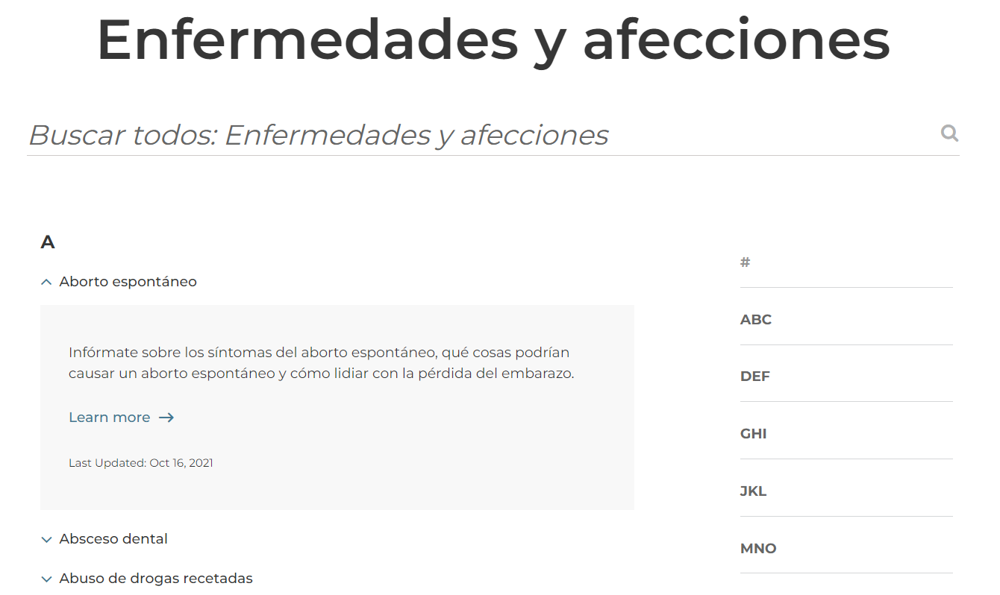 Enfermedades y afecciones
Buscar todos: Enfermedades y afecciones
A
Aborto espontáneo
Infórmate sobre los síntomas del aborto espontáneo, qué cosas podrían
causar un aborto espontáneo y cómo lidiar con la pérdida del embarazo.
Learn more
Last Updated: Oct 16, 2021
Absceso dental
Abuso de drogas recetadas
#
ABC
DEF
GHI
JKL
MNO